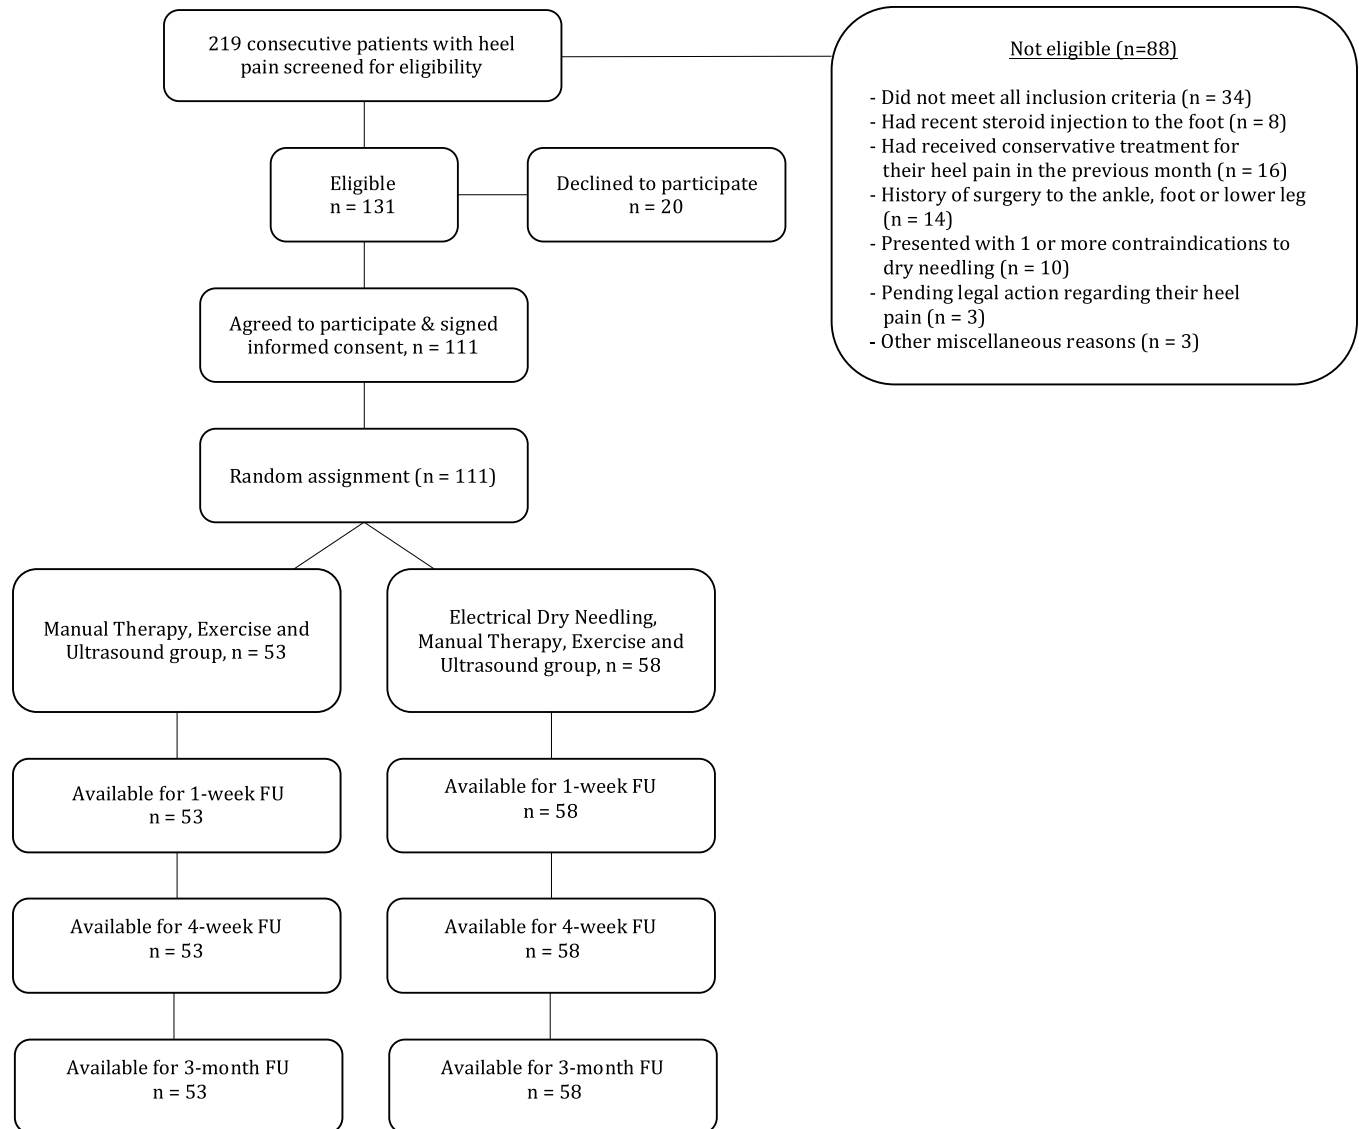 219 consecutive patients with heel
pain screened for eligibility
Not eligible (n=88)
- Did not meet all inclusion criteria (n = 34)
- Had recent steroid injection to the foot (n = 8)
- Had received conservative treatment for
their heel pain in the previous month (n = 16)
- History of surgery to the ankle, foot or lower leg
(n = 14)
- Presented with 1 or more contraindications to
dry needling (n = 10)
- Pending legal action regarding their heel
pain (n = 3)
- Other miscellaneous reasons (n = 3)
Eligible
n = 131
Declined to participate
n = 20
Agreed to participate & signed
informed consent, n = 111
Random assignment (n = 111)
Manual Therapy, Exercise and
Ultrasound group, n = 53
Electrical Dry Needling,
Manual Therapy, Exercise and
Ultrasound group, n = 58
Available for 1-week FU
n = 53
Available for 1-week FU
n = 58
Available for 4-week FU
n = 53
Available for 4-week FU
n = 58
Available for 3-month FU
n = 53
Available for 3-month FU
n = 58